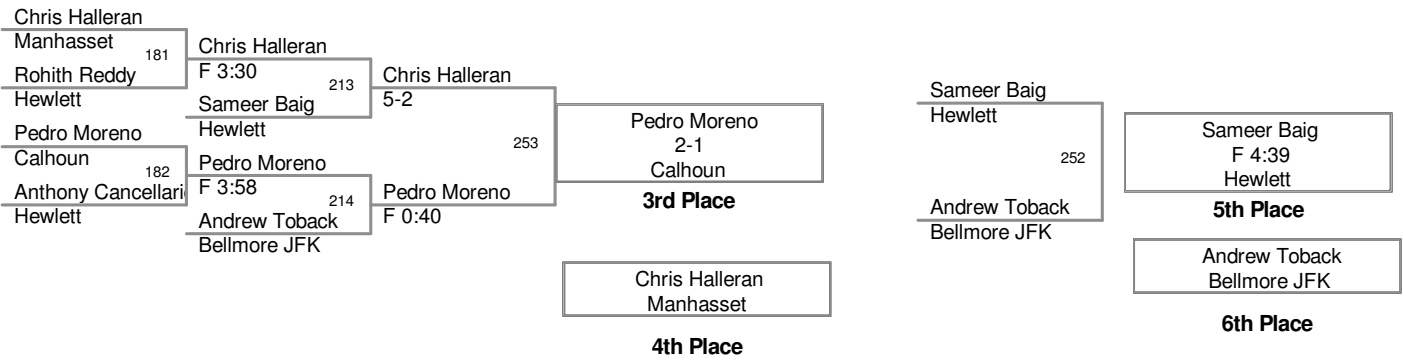 Chris Halleran
Manhasset
181
Rohith Reddy
Hewlett
Pedro Moreno
Calhoun
182
Anthony Cancellari
Hewlett
Chris Halleran
F 3:30
213
Sameer Baig
Hewlett
Pedro Moreno
F 3:58
214
Andrew Toback
Bellmore JFK
Chris Halleran
5-2
253
Pedro Moreno
F 0:40
Pedro Moreno
2-1
Calhoun
3rd Place
Chris Halleran
Manhasset
4th Place
Sameer Baig
Hewlett
252
Andrew Toback
Bellmore JFK
Sameer Baig
F 4:39
Hewlett
5th Place
Andrew Toback
Bellmore JFK
6th Place